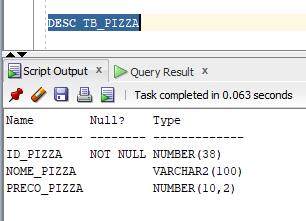 DESC TB_PIZZA
Script Output x Query Result x
Task completed in 0.063 seconds
Name Null? Type
----------- -------- -------------
ID_PIZZA NOT NULL NUMBER(38)
NOME_PIZZA VARCHAR2(100)
PRECO_PIZZA NUMBER(10,2)